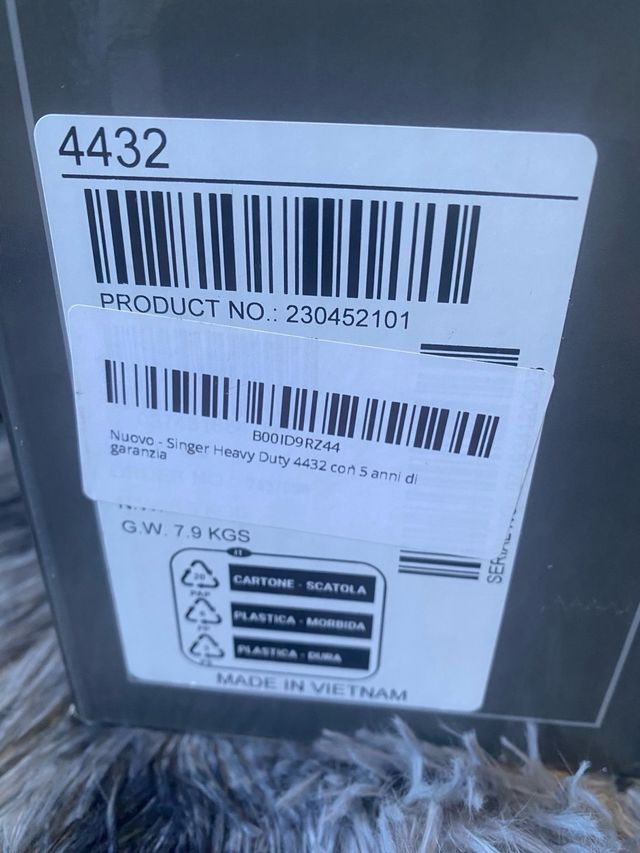 4432
PRODUCT NO.: 230452101
B00ID9RZ44
Nuovo - Singer Heavy Duty 4432 con 5 anni di
garanzia
G.W. 7.9 KGS
SERIAL
20
PAP
CARTONE - SCATOLA
PLASTICA - MORBIDA
PLASTICA - DURA
MADE IN VIETNAM